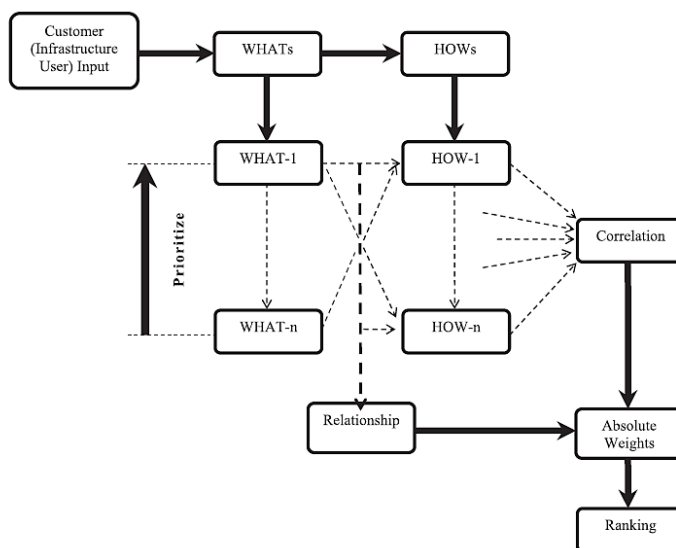 Customer
(Infrastructure
User) Input
WHATs
HOWs
WHAT-1
HOW-1
Prioritize
Correlation
WHAT-n
HOW-n
Relationship
Absolute
Weights
Ranking